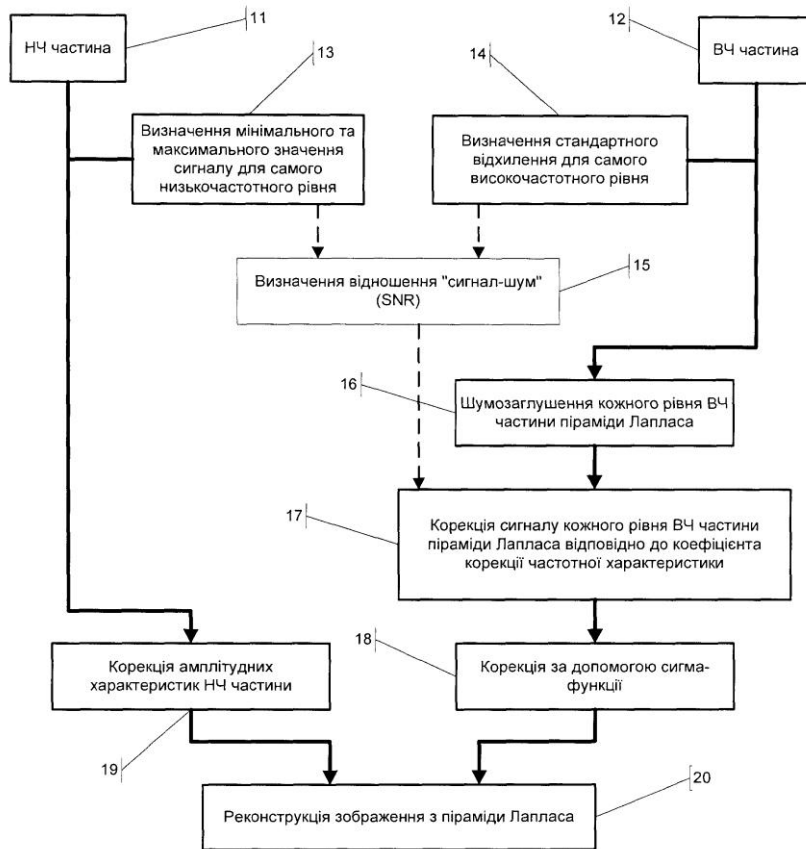 НЧ частина
11
12
ВЧ частина
13
14
Визначення мінімального та
максимального значення
сигналу для самого
низькочастотного рівня
Визначення стандартного
відхилення для самого
високочастотного рівня
Визначення відношення "сигнал-шум"
(SNR)
15
16
Шумозаглушення кожного рівня ВЧ
частини піраміди Лапласа
17
Корекція сигналу кожного рівня ВЧ частини
піраміди Лапласа відповідно до коефіцієнта
корекції частотної характеристики
18
Корекція амплітудних
характеристик НЧ частини
Корекція за допомогою сигма-
функції
19
20
Реконструкція зображення з піраміди Лапласа